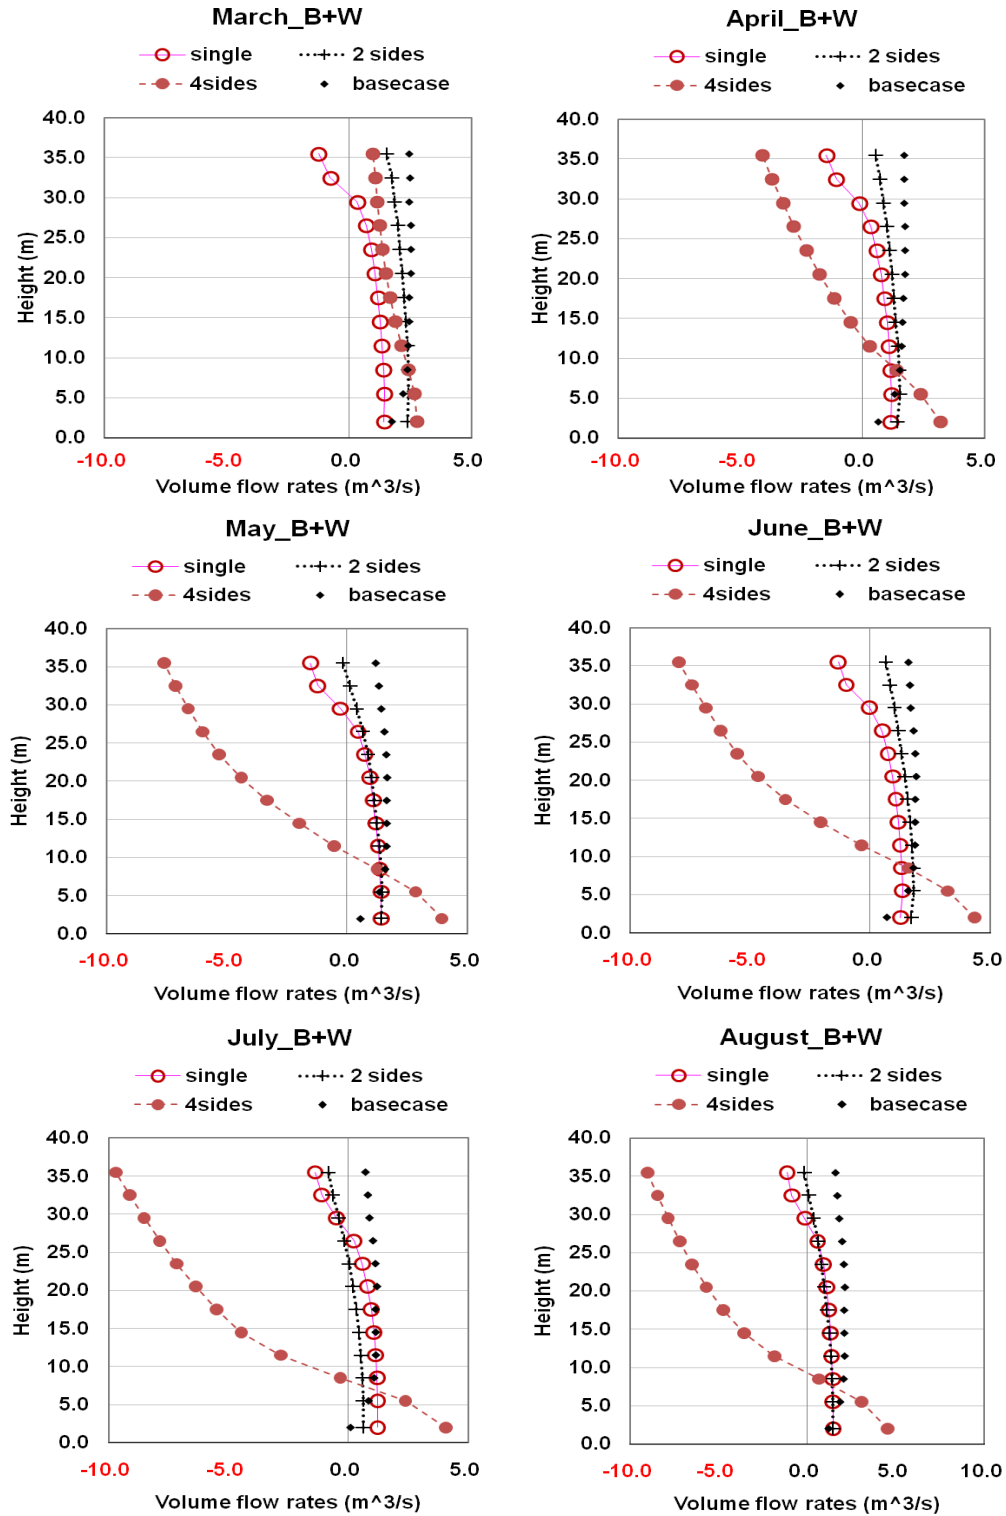 March_B+W
single 2 sides
4sides basecase
40.0
35.0
30.0
25.0
20.0
15.0
10.0
5.0
0.0
Height (m)
-10.0 -5.0 0.0 5.0
Volume flow rates (m^3/s)
April_B+W
single 2 sides
4sides basecase
40.0
35.0
30.0
25.0
20.0
15.0
10.0
5.0
0.0
Height (m)
-10.0 -5.0 0.0 5.0
Volume flow rates (m^3/s)
May_B+W
single 2 sides
4sides basecase
40.0
35.0
30.0
25.0
20.0
15.0
10.0
5.0
0.0
Height (m)
-10.0 -5.0 0.0 5.0
Volume flow rates (m^3/s)
June_B+W
single 2 sides
4sides basecase
40.0
35.0
30.0
25.0
20.0
15.0
10.0
5.0
0.0
Height (m)
-10.0 -5.0 0.0 5.0
Volume flow rates (m^3/s)
July_B+W
single 2 sides
4sides basecase
40.0
35.0
30.0
25.0
20.0
15.0
10.0
5.0
0.0
Height (m)
-10.0 -5.0 0.0 5.0
Volume flow rates (m^3/s)
August_B+W
single 2 sides
4sides basecase
40.0
35.0
30.0
25.0
20.0
15.0
10.0
5.0
0.0
Height (m)
-10.0 -5.0 0.0 5.0 10.0
Volume flow rates (m^3/s)